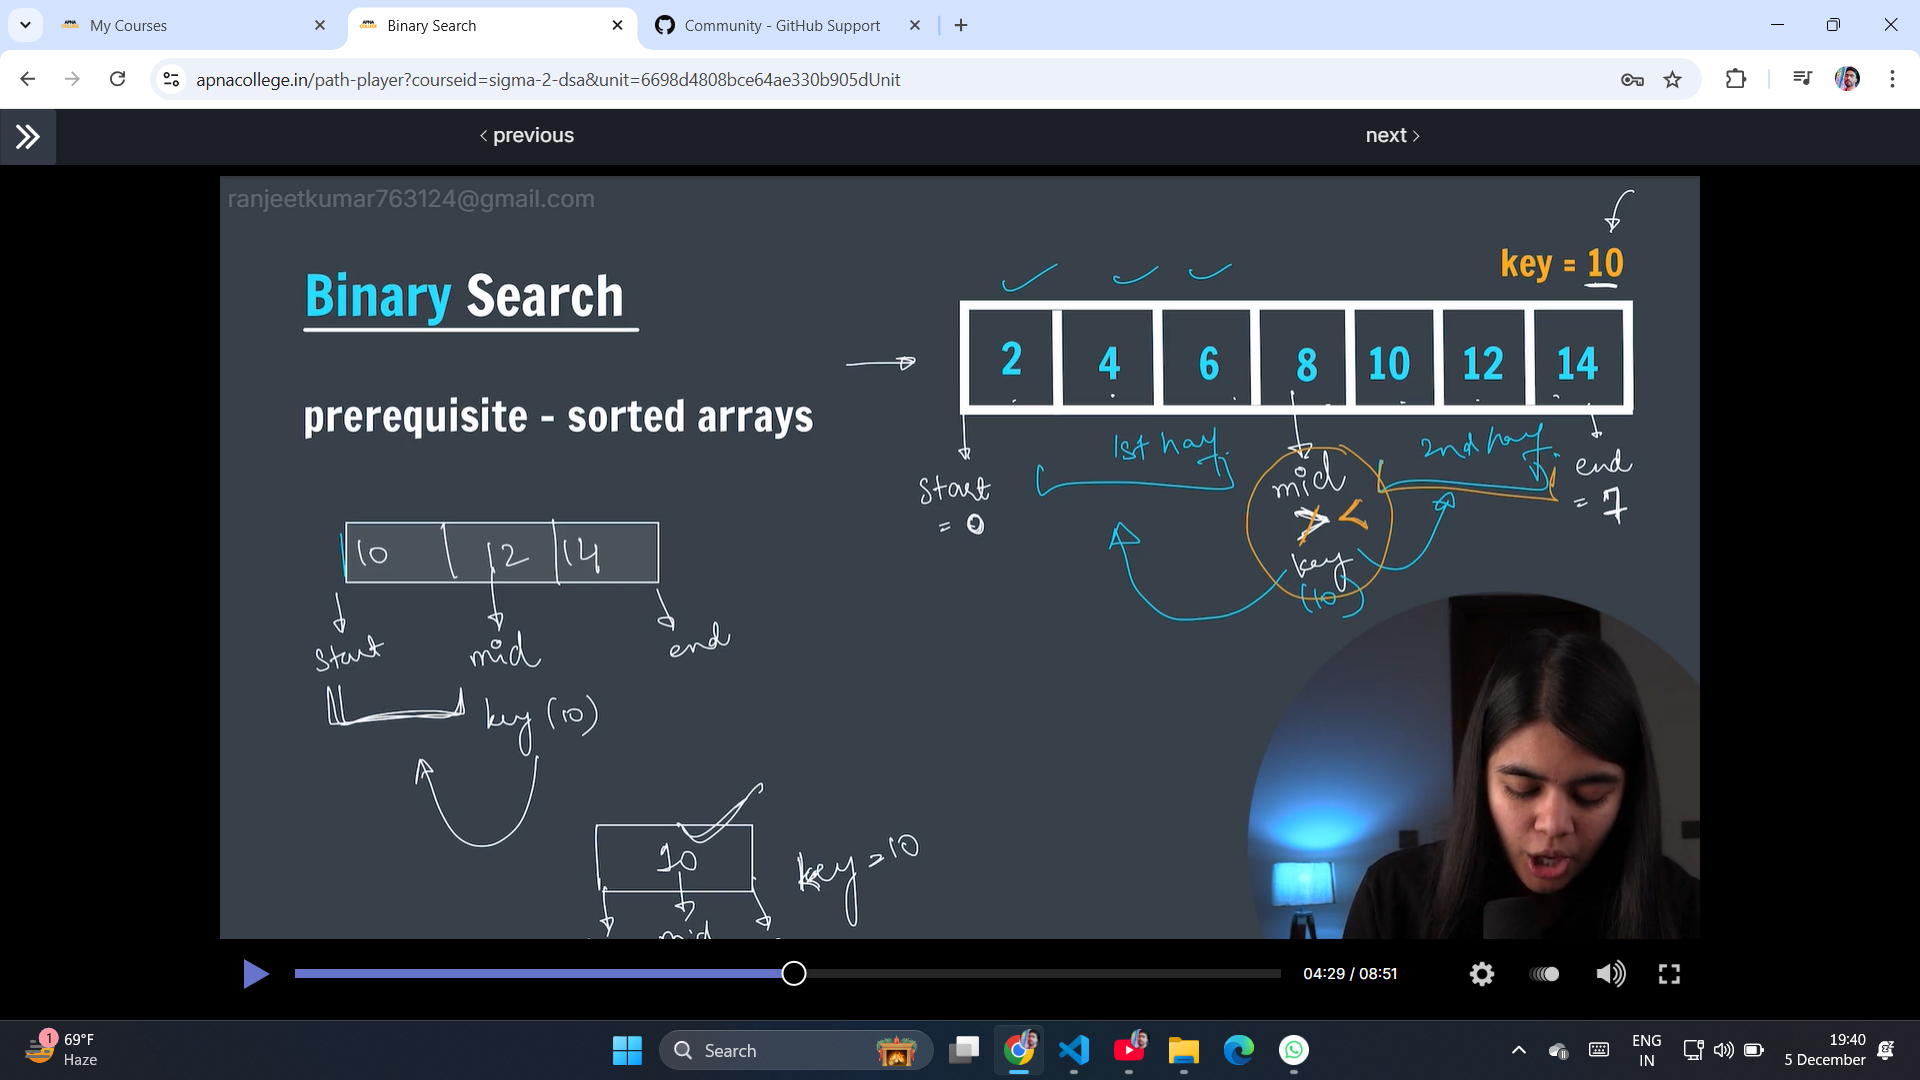 My Courses
Binary Search
Community - GitHub Support
apnacollege.in/path-player?courseid=sigma-2-dsa&unit=6698d4808bce64ae330b905dUnit
previous
next
ranjeetkumar763124@gmail.com
key = 10
Binary Search
2 4 6 8 10 12 14
prerequisite - sorted arrays
1st half
2nd half
start
= 0
mid
> <
key
(10)
end
= 7
10 12 14
start
mid
end
key (10)
10
key = 10
mid
04:29 / 08:51
1
69°F
Haze
Search
ENG
IN
19:40
5 December